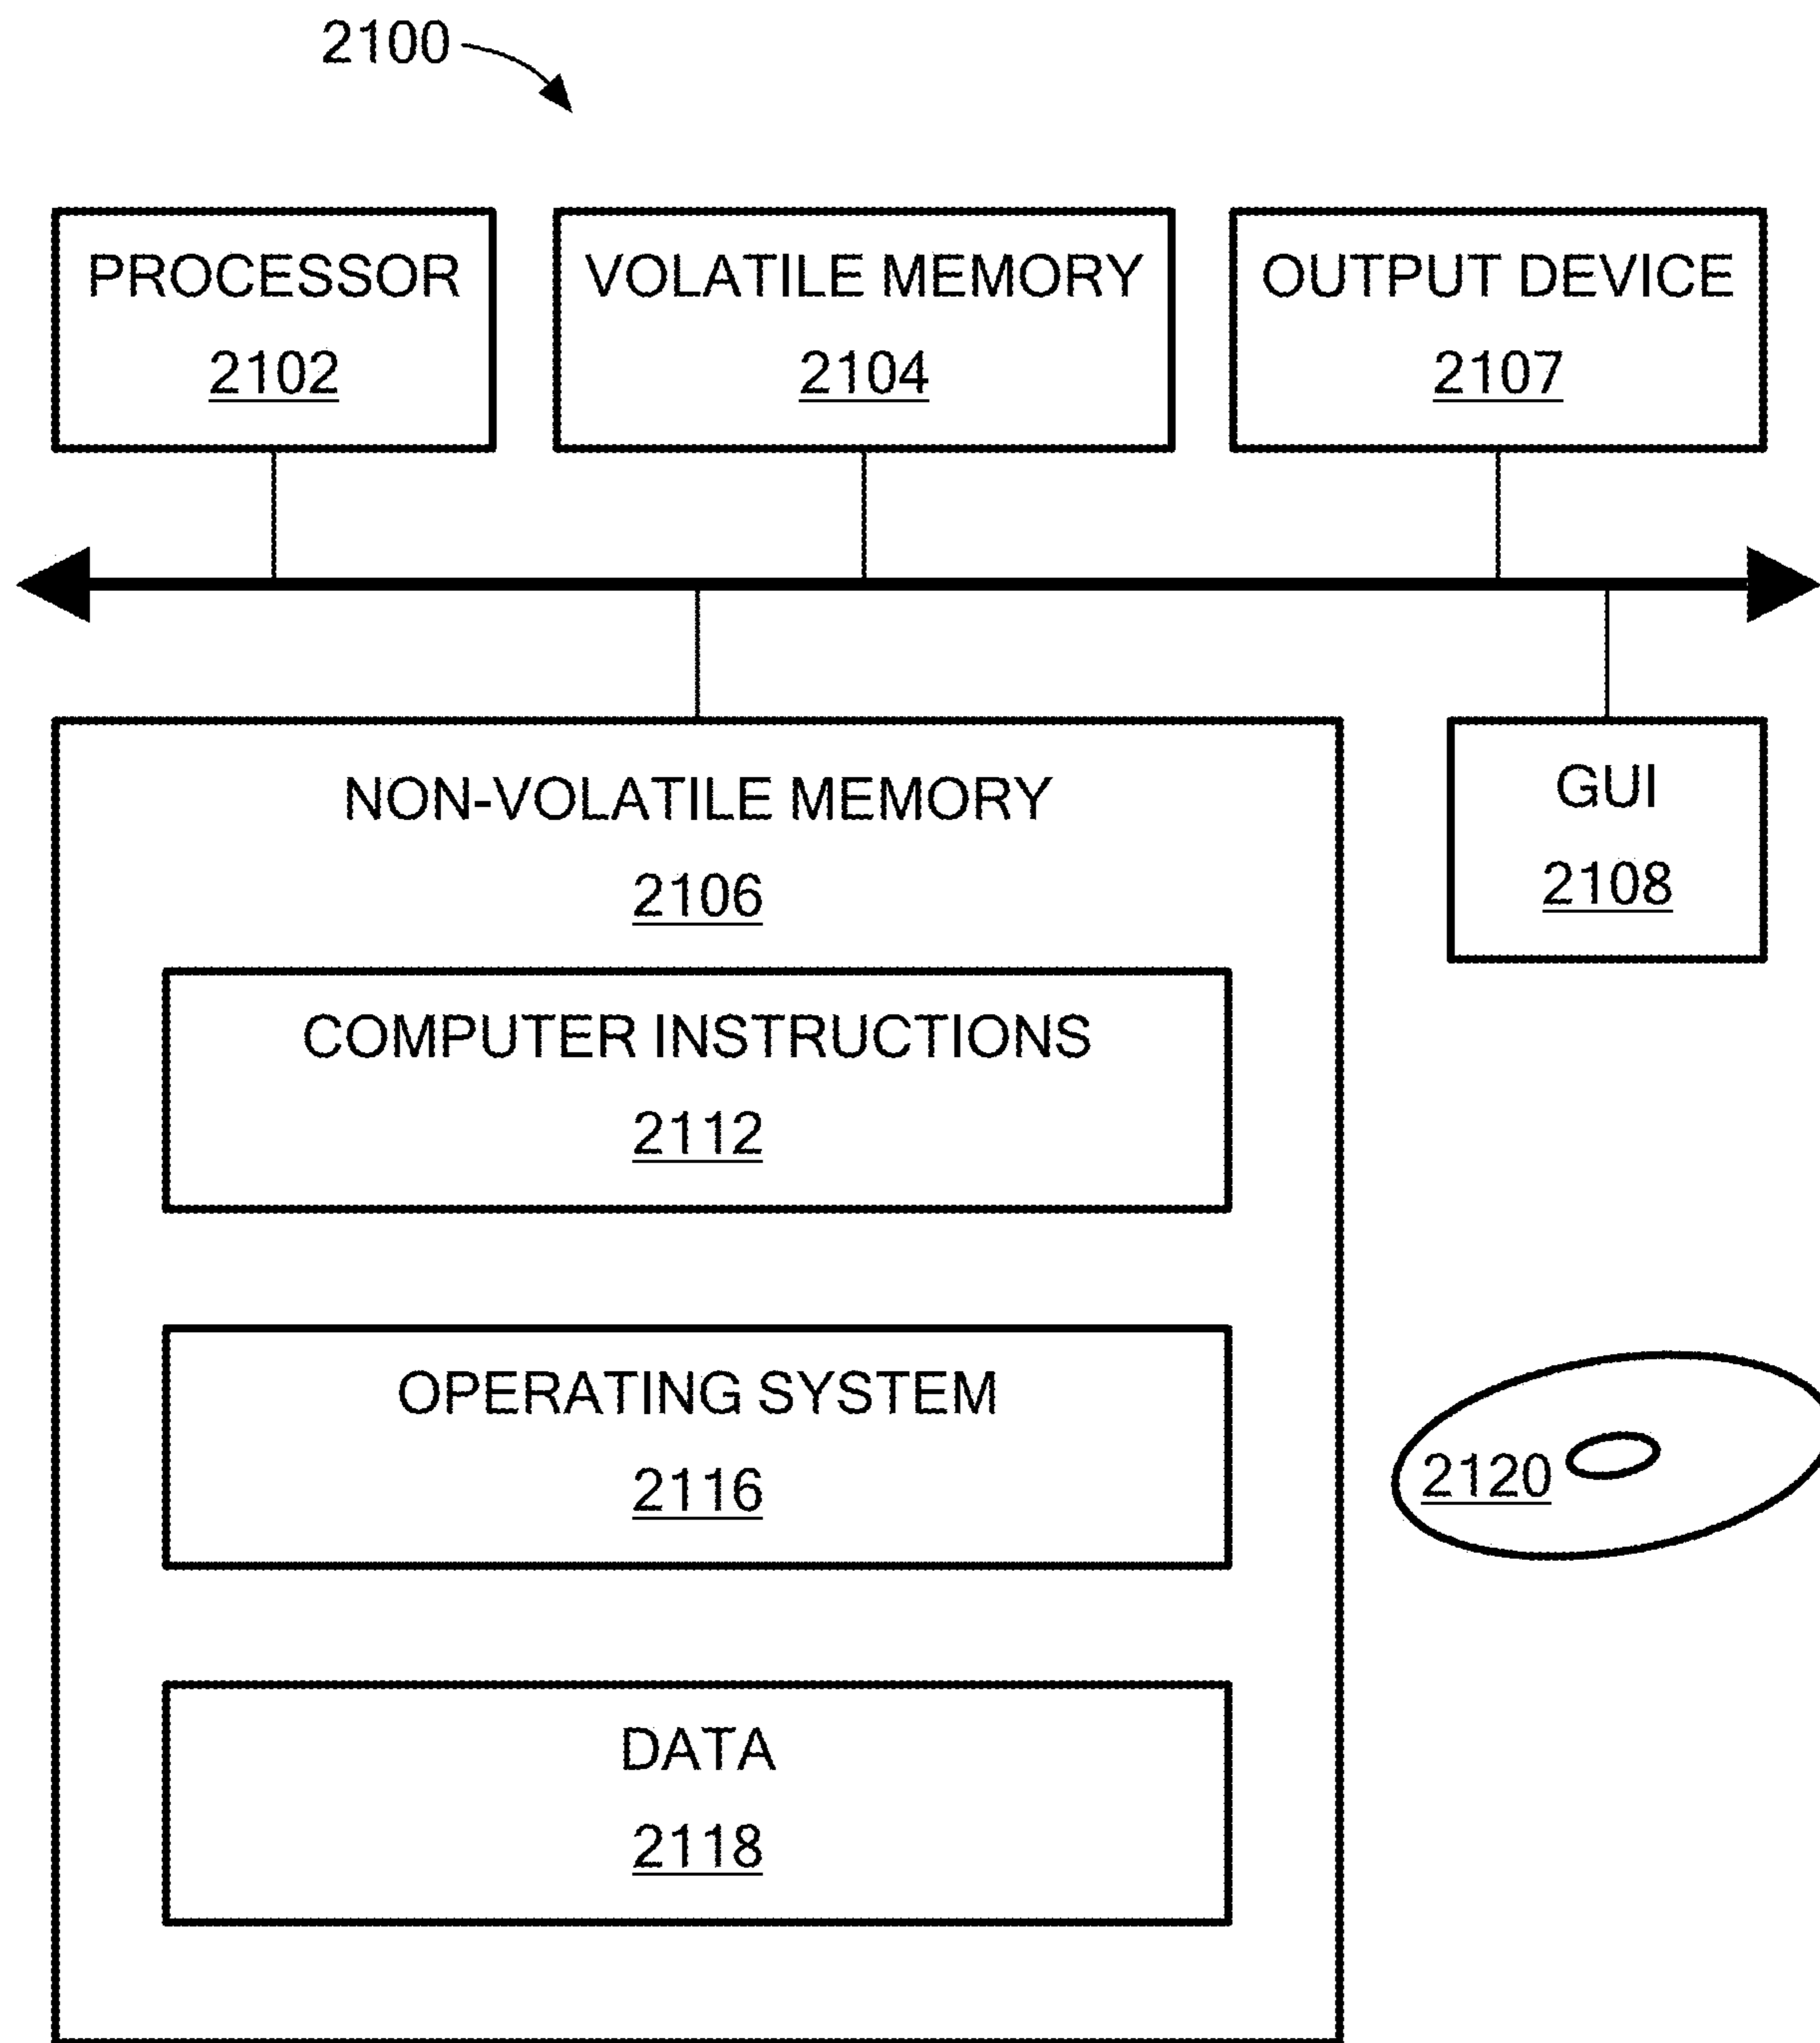 2100
PROCESSOR
2102
VOLATILE MEMORY
2104
OUTPUT DEVICE
2107
NON-VOLATILE MEMORY
2106
GUI
2108
COMPUTER INSTRUCTIONS
2112
OPERATING SYSTEM
2116
2120
DATA
2118